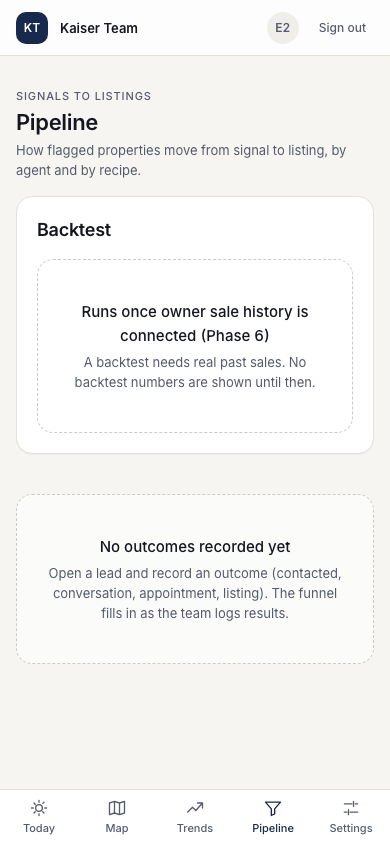 KT
Kaiser Team
E2
Sign out
SIGNALS TO LISTINGS
Pipeline
How flagged properties move from signal to listing, by
agent and by recipe.
Backtest
Runs once owner sale history is
connected (Phase 6)
A backtest needs real past sales. No
backtest numbers are shown until then.
No outcomes recorded yet
Open a lead and record an outcome (contacted,
conversation, appointment, listing). The funnel
fills in as the team logs results.
Today
Map
Trends
Pipeline
Settings